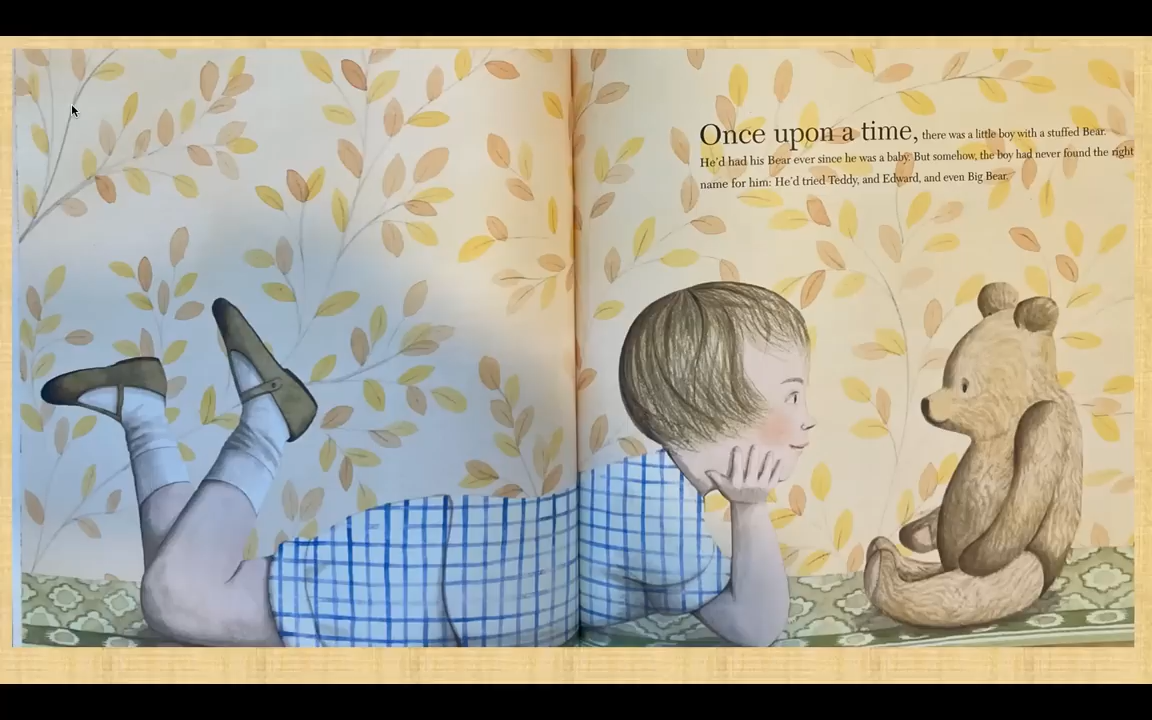 Once upon a time, there was a little boy with a stuffed Bear.
He'd had his Bear ever since he was a baby. But somehow, the boy had never found the right
name for him: He'd tried Teddy, and Edward, and even Big Bear.